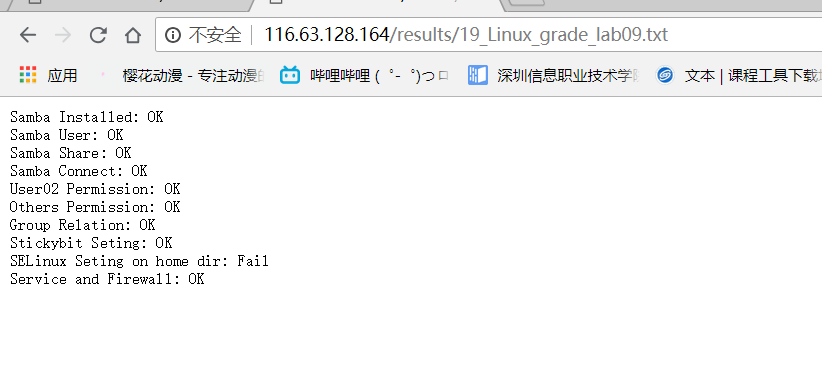 不安全 | 116.63.128.164/results/19_Linux_grade_lab09.txt
应用 樱花动漫 - 专注动漫的 哔哩哔哩 ( ゜- ゜)つロ 深圳信息职业技术学 文本 | 课程工具下载
Samba Installed: OK
Samba User: OK
Samba Share: OK
Samba Connect: OK
User02 Permission: OK
Others Permission: OK
Group Relation: OK
Stickybit Seting: OK
SELinux Seting on home dir: Fail
Service and Firewall: OK